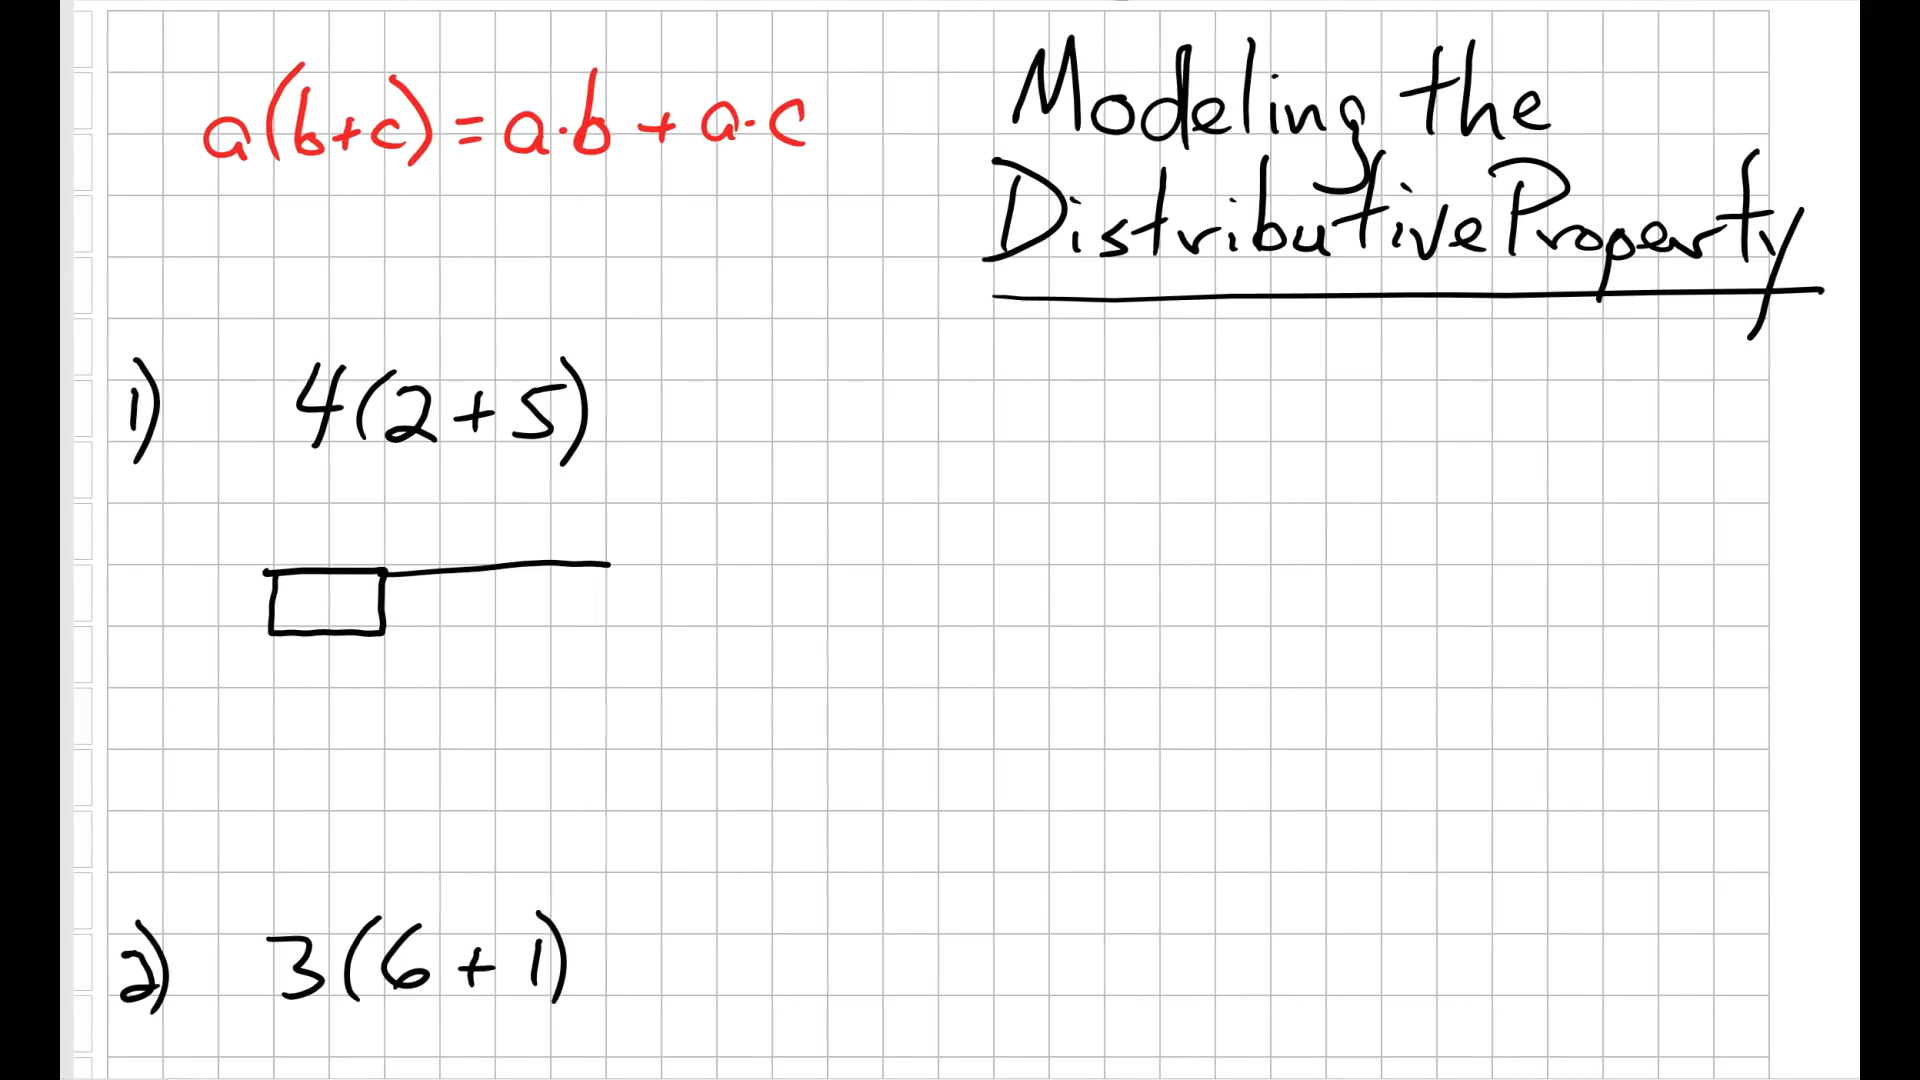 a(b+c)=a·b+a·c
Modeling the
Distributive Property
1) 4(2+5)
2) 3(6+1)